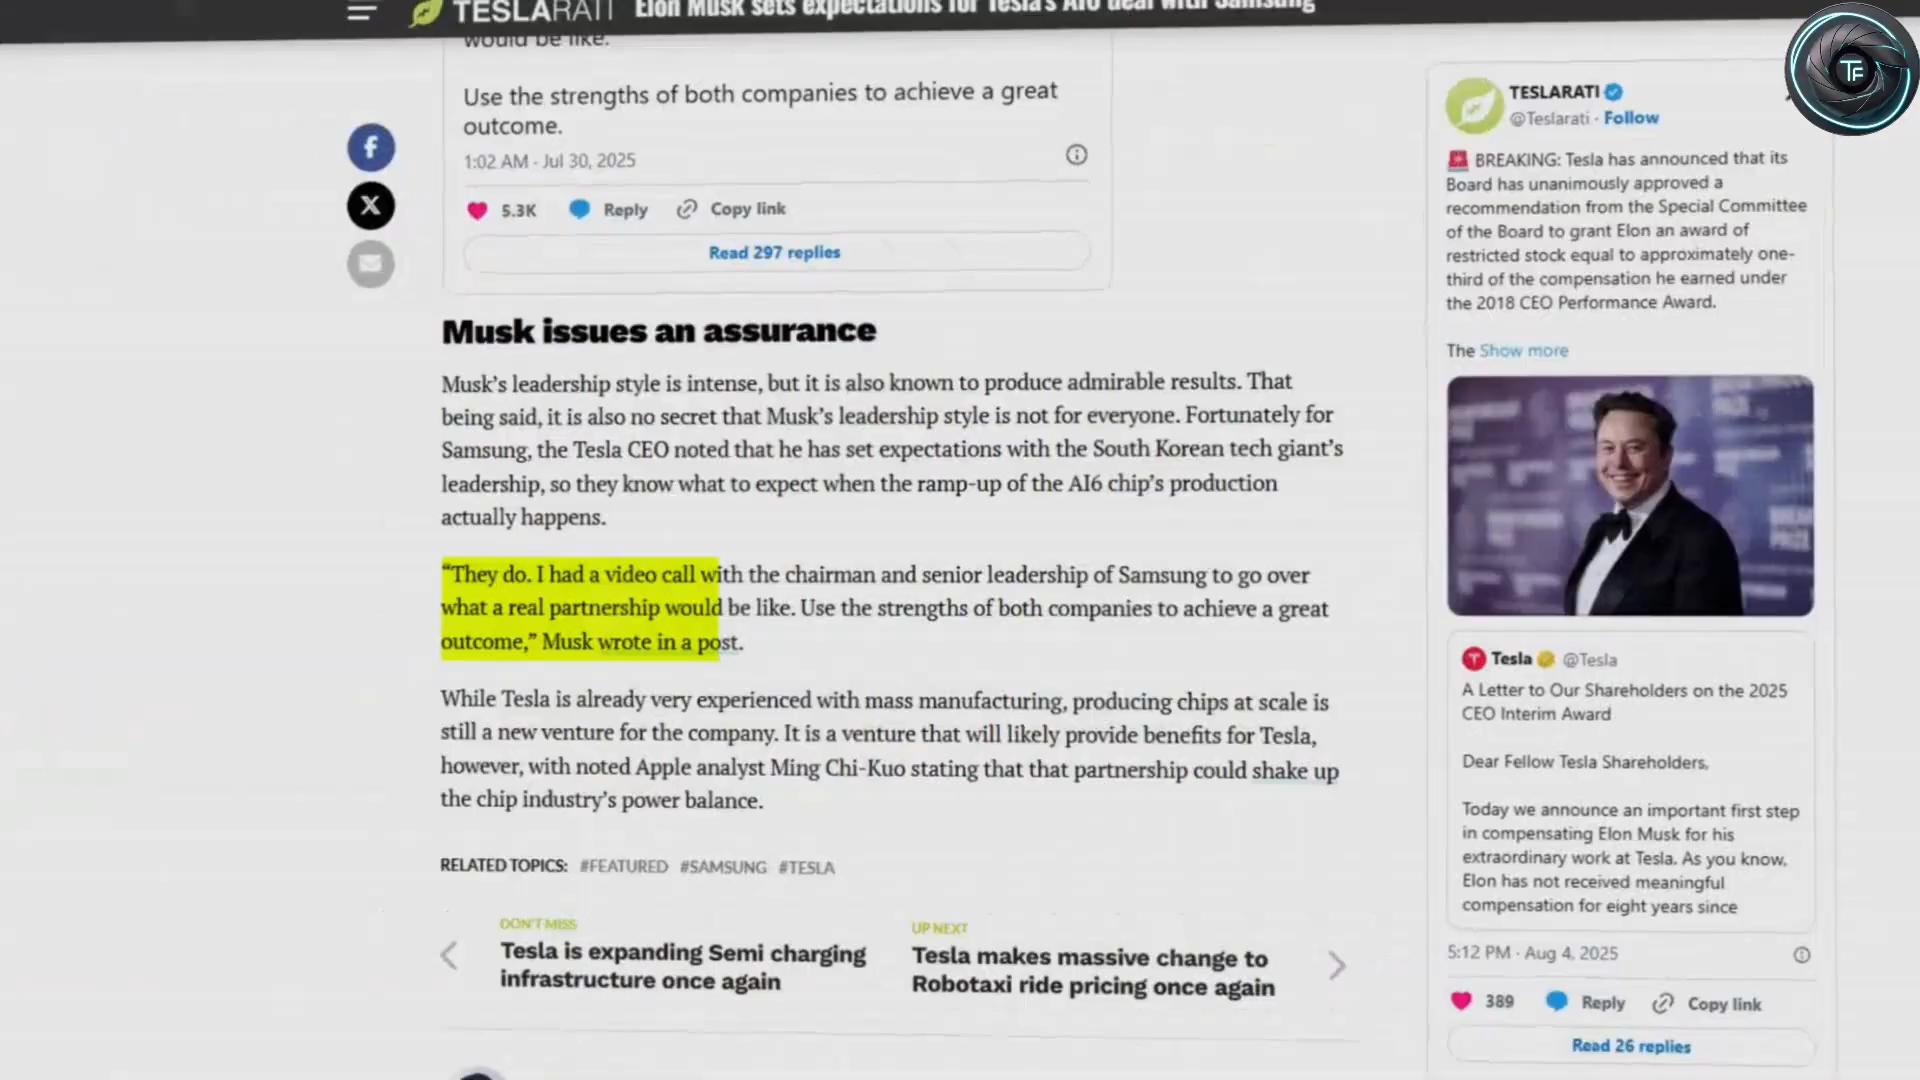 TESLARATI Elon Musk sets expectations for Tesla's AI6 deal with Samsung
would be like.
Use the strengths of both companies to achieve a great
outcome.
1:02 AM · Jul 30, 2025
5.3K Reply Copy link
Read 297 replies
Musk issues an assurance
Musk's leadership style is intense, but it is also known to produce admirable results. That
being said, it is also no secret that Musk's leadership style is not for everyone. Fortunately for
Samsung, the Tesla CEO noted that he has set expectations with the South Korean tech giant's
leadership, so they know what to expect when the ramp-up of the AI6 chip's production
actually happens.
“They do. I had a video call with the chairman and senior leadership of Samsung to go over
what a real partnership would be like. Use the strengths of both companies to achieve a great
outcome,” Musk wrote in a post.
While Tesla is already very experienced with mass manufacturing, producing chips at scale is
still a new venture for the company. It is a venture that will likely provide benefits for Tesla,
however, with noted Apple analyst Ming Chi-Kuo stating that that partnership could shake up
the chip industry's power balance.
RELATED TOPICS: #FEATURED #SAMSUNG #TESLA
DON'T MISS
Tesla is expanding Semi charging
infrastructure once again
UP NEXT
Tesla makes massive change to
Robotaxi ride pricing once again
TF
TESLARATI
@Teslarati · Follow
BREAKING: Tesla has announced that its
Board has unanimously approved a
recommendation from the Special Committee
of the Board to grant Elon an award of
restricted stock equal to approximately one-
third of the compensation he earned under
the 2018 CEO Performance Award.
The Show more
Tesla @Tesla
A Letter to Our Shareholders on the 2025
CEO Interim Award
Dear Fellow Tesla Shareholders,
Today we announce an important first step
in compensating Elon Musk for his
extraordinary work at Tesla. As you know,
Elon has not received meaningful
compensation for eight years since
5:12 PM · Aug 4, 2025
389 Reply Copy link
Read 26 replies